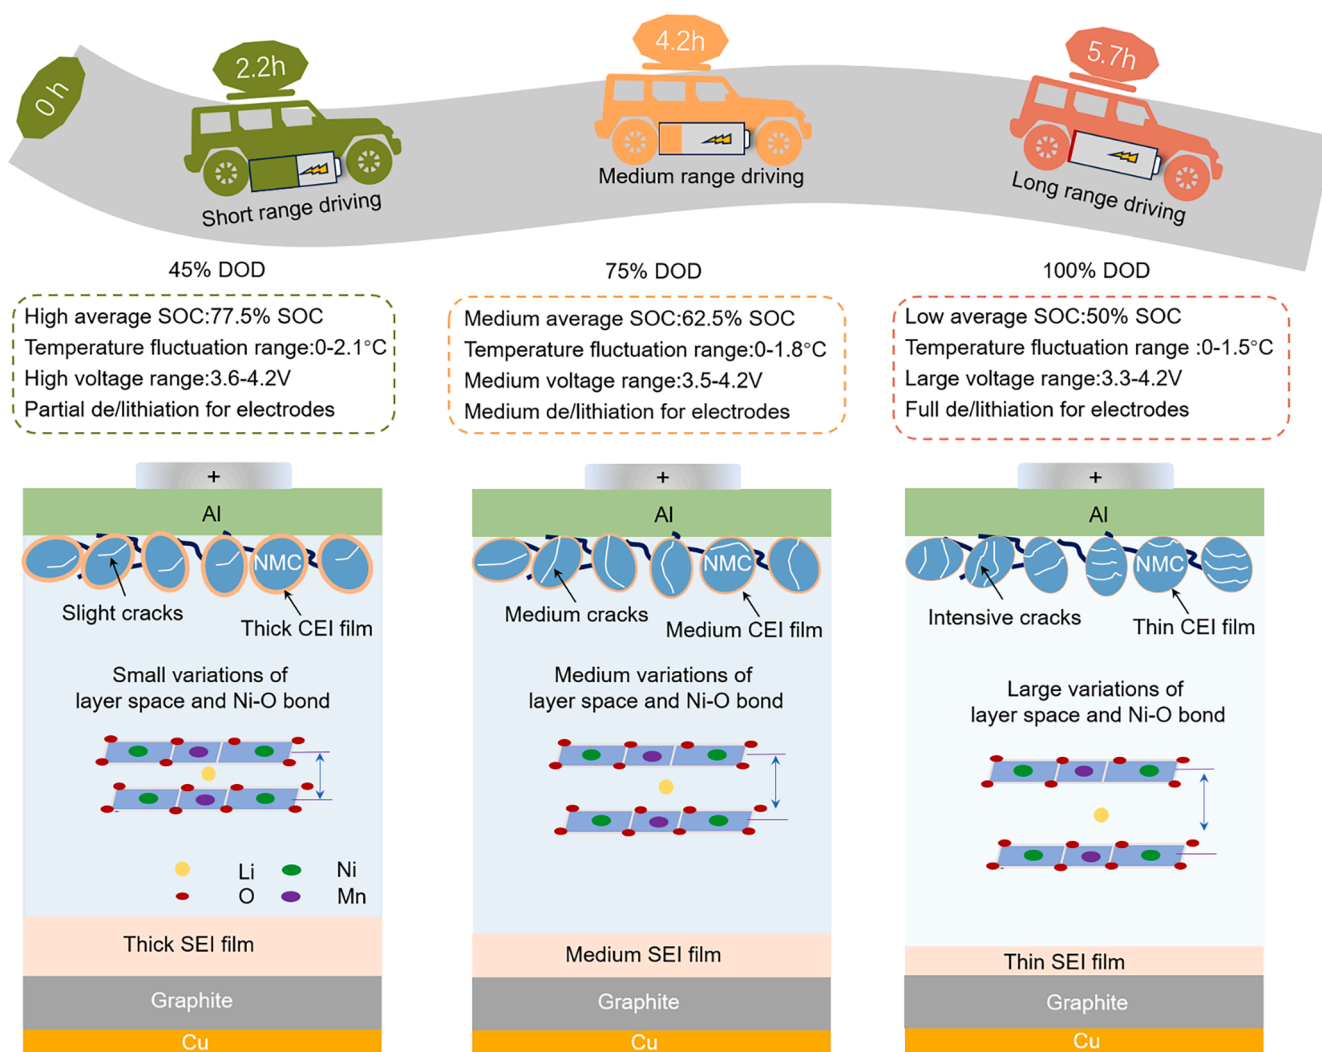 0 h
2.2h
4.2h
5.7h
Short range driving
Medium range driving
Long range driving
45% DOD
75% DOD
100% DOD
High average SOC:77.5% SOC
Temperature fluctuation range:0-2.1°C
High voltage range:3.6-4.2V
Partial de/lithiation for electrodes
Medium average SOC:62.5% SOC
Temperature fluctuation range:0-1.8°C
Medium voltage range:3.5-4.2V
Medium de/lithiation for electrodes
Low average SOC:50% SOC
Temperature fluctuation range :0-1.5°C
Large voltage range:3.3-4.2V
Full de/lithiation for electrodes
+
Al
NMC
Slight cracks
Thick CEI film
Small variations of
layer space and Ni-O bond
Li
Ni
O
Mn
Thick SEI film
Graphite
Cu
+
Al
NMC
Medium cracks
Medium CEI film
Medium variations of
layer space and Ni-O bond
Medium SEI film
Graphite
Cu
+
Al
NMC
Intensive cracks
Thin CEI film
Large variations of
layer space and Ni-O bond
Thin SEI film
Graphite
Cu